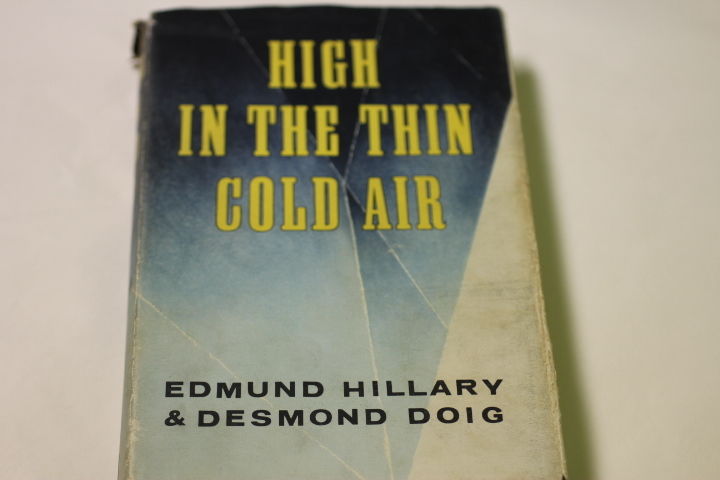 HIGH
IN THE THIN
COLD AIR
EDMUND HILLARY
& DESMOND DOIG